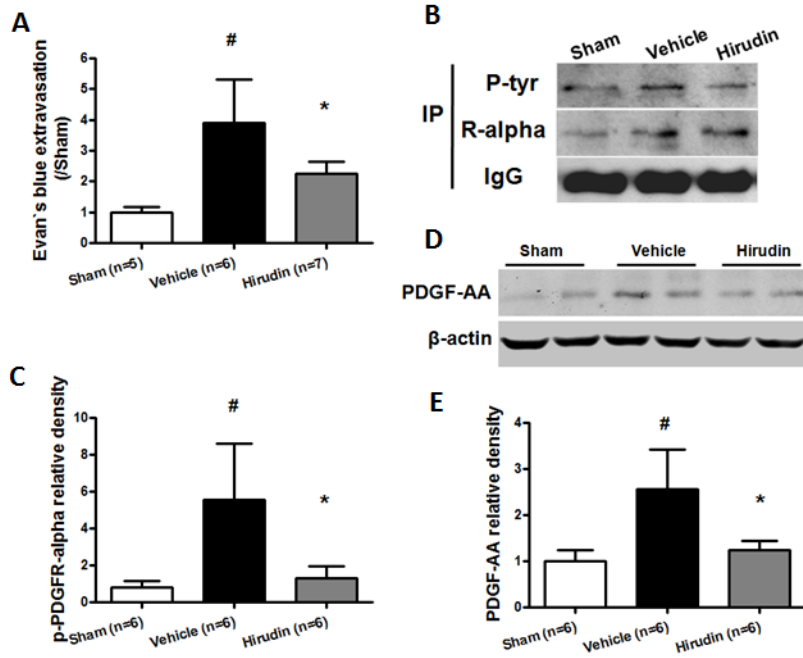 A
Evan`s blue extravasation
(/Sham)
6
5
4
3
2
1
0
#
*
Sham (n=5)
Vehicle (n=6)
Hirudin (n=7)
B
Sham
Vehicle
Hirudin
IP
P-tyr
R-alpha
IgG
D
Sham
Vehicle
Hirudin
PDGF-AA
β-actin
C
p-PDGFR-alpha relative density
10
8
6
4
2
0
#
*
Sham (n=6)
Vehicle (n=6)
Hirudin (n=6)
E
PDGF-AA relative density
4
3
2
1
0
#
*
Sham (n=6)
Vehicle (n=6)
Hirudin (n=6)